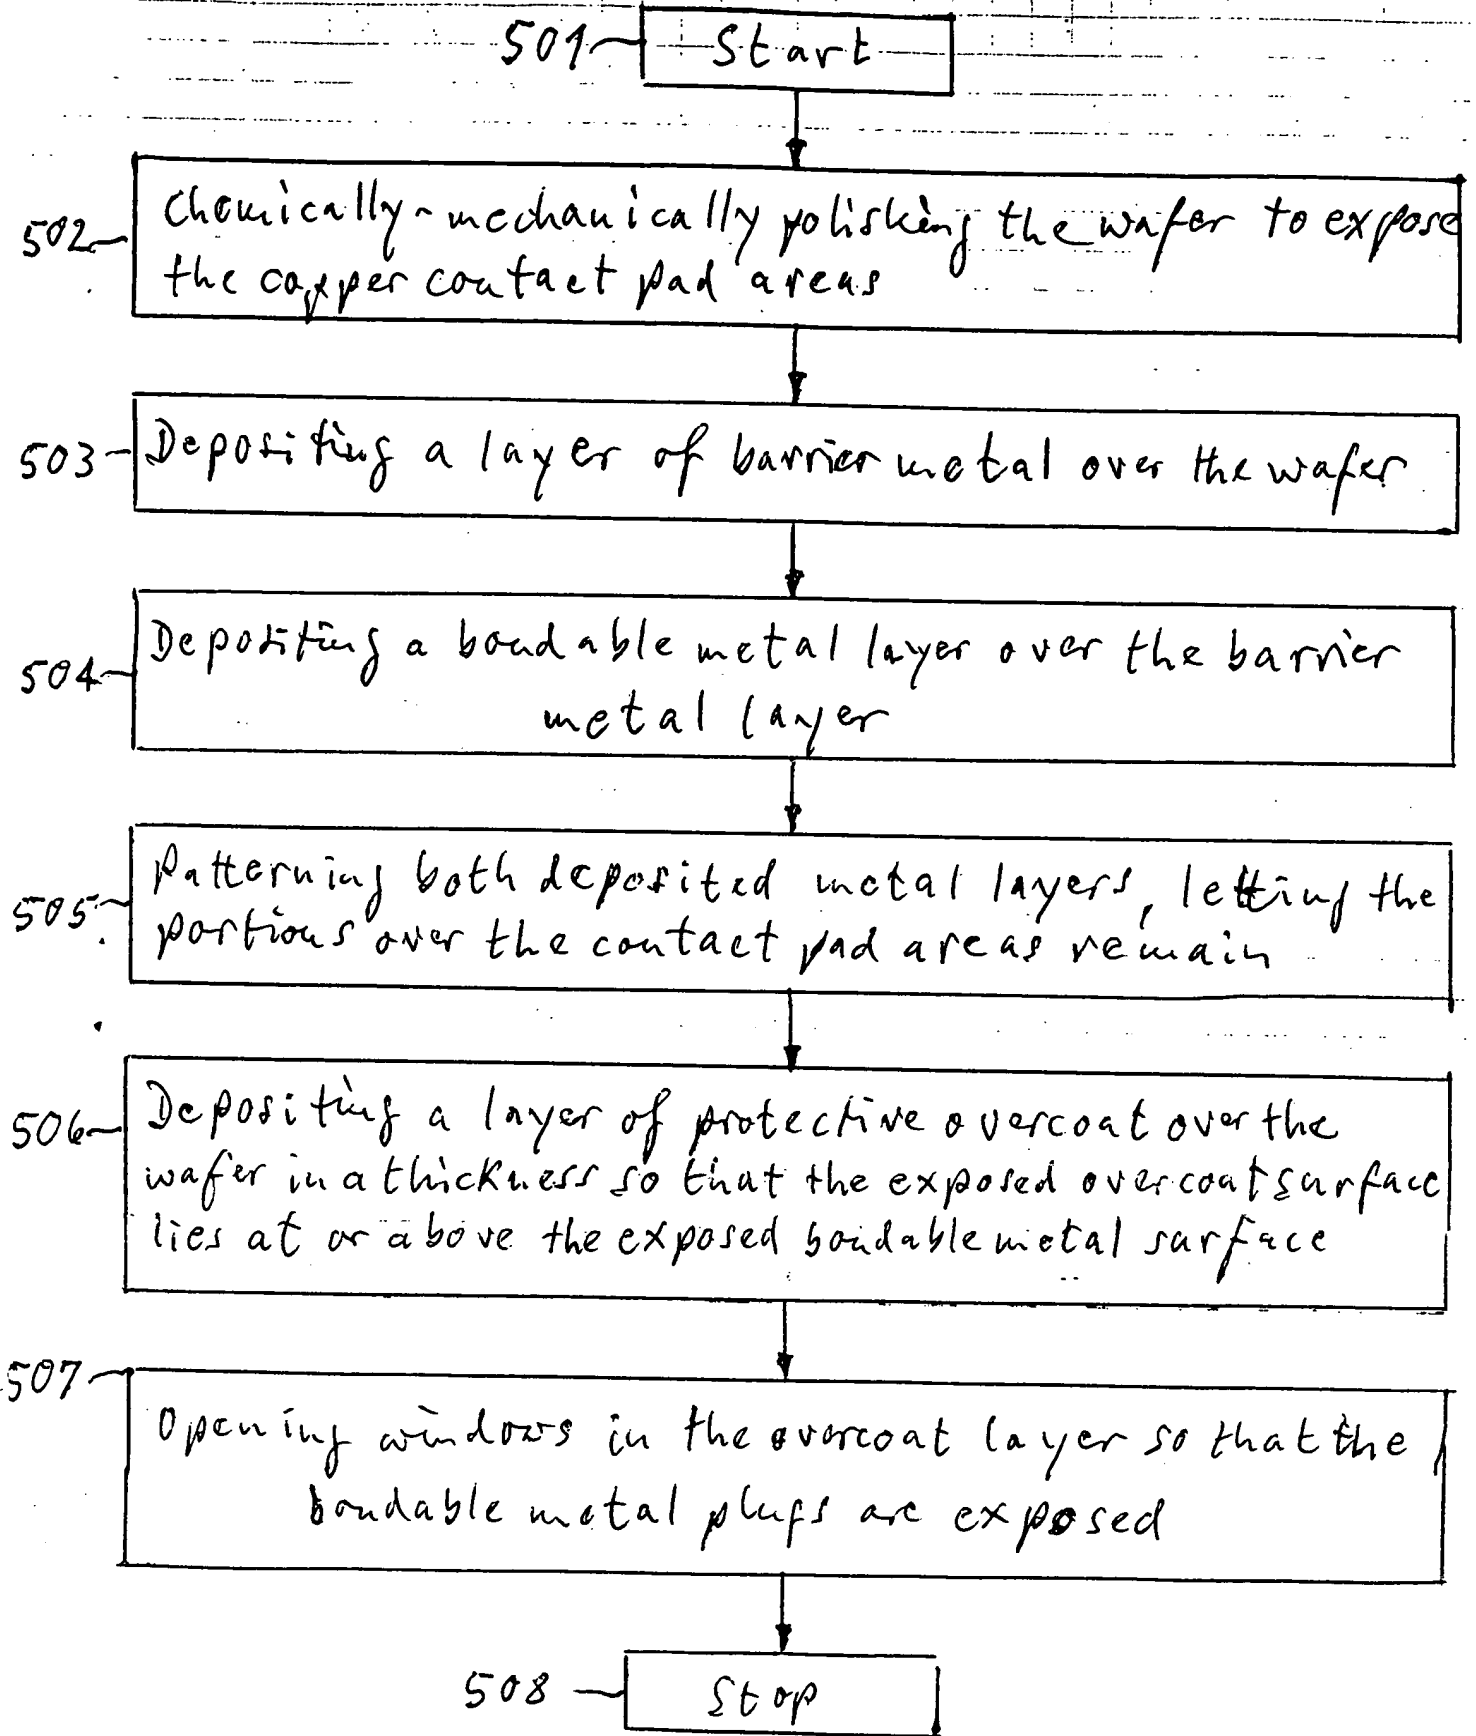 501 Start
502 Chemically-mechanically polishing the wafer to expose
the copper contact pad areas
503 Depositing a layer of barrier metal over the wafer
504 Depositing a bondable metal layer over the barrier
metal layer
505 Patterning both deposited metal layers, letting the
portions over the contact pad areas remain
506 Depositing a layer of protective overcoat over the
wafer in a thickness so that the exposed overcoat surface
lies at or above the exposed bondable metal surface
507 Opening windows in the overcoat layer so that the
bondable metal plugs are exposed
508 Stop